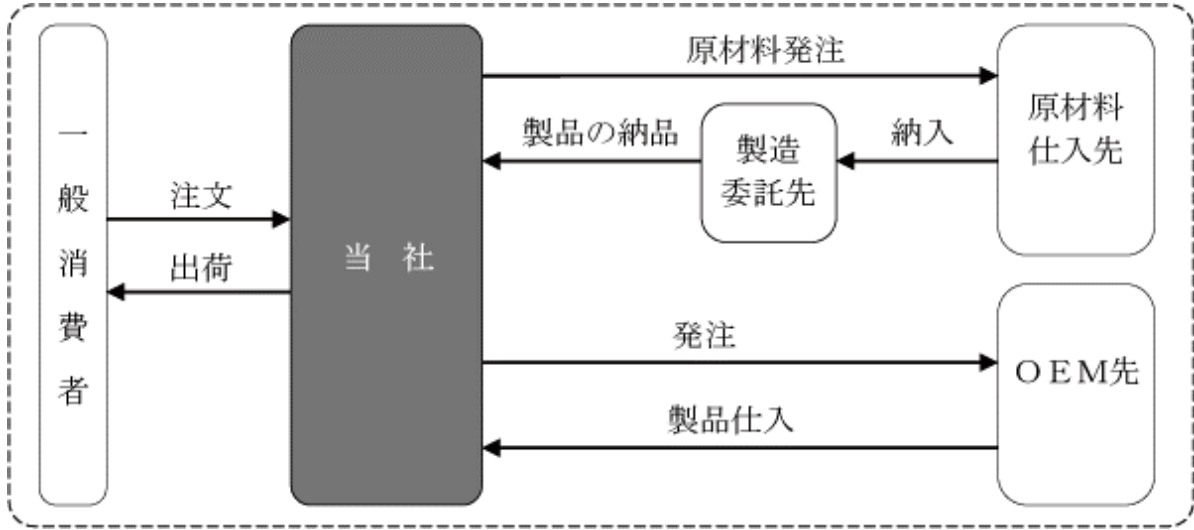 一般消費者
注文
出荷
当 社
原材料発注
製品の納品
製造
委託先
納入
原材料
仕入先
発注
製品仕入
ＯＥＭ先